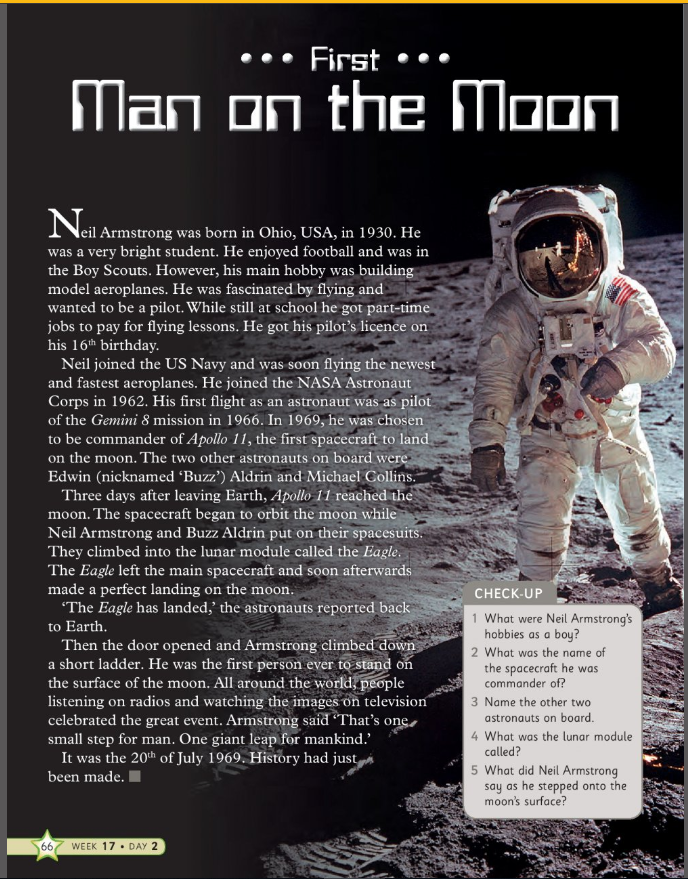 First
Man on the Moon
Neil Armstrong was born in Ohio, USA, in 1930. He
was a very bright student. He enjoyed football and was in
the Boy Scouts. However, his main hobby was building
model aeroplanes. He was fascinated by flying and
wanted to be a pilot. While still at school he got part-time
jobs to pay for flying lessons. He got his pilot's licence on
his 16th birthday.
Neil joined the US Navy and was soon flying the newest
and fastest aeroplanes. He joined the NASA Astronaut
Corps in 1962. His first flight as an astronaut was as pilot
of the Gemini 8 mission in 1966. In 1969, he was chosen
to be commander of Apollo 11, the first spacecraft to land
on the moon. The two other astronauts on board were
Edwin (nicknamed ‘Buzz’) Aldrin and Michael Collins.
Three days after leaving Earth, Apollo 11 reached the
moon. The spacecraft began to orbit the moon while
Neil Armstrong and Buzz Aldrin put on their spacesuits.
They climbed into the lunar module called the Eagle.
The Eagle left the main spacecraft and soon afterwards
made a perfect landing on the moon.
‘The Eagle has landed,’ the astronauts reported back
to Earth.
Then the door opened and Armstrong climbed down
a short ladder. He was the first person ever to stand on
the surface of the moon. All around the world, people
listening on radios and watching the images on television
celebrated the great event. Armstrong said ‘That's one
small step for man. One giant leap for mankind.’
It was the 20th of July 1969. History had just
been made.
CHECK-UP
1 What were Neil Armstrong's
hobbies as a boy?
2 What was the name of
the spacecraft he was
commander of?
3 Name the other two
astronauts on board.
4 What was the lunar module
called?
5 What did Neil Armstrong
say as he stepped onto the
moon's surface?
66 WEEK 17 • DAY 2